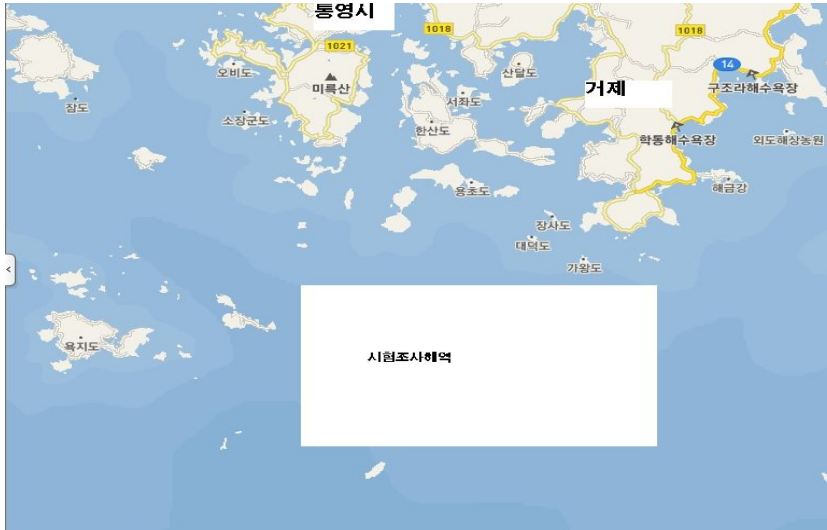 통영시
1018
1018
1021
14
오비도
미륵산
산달도
거제
구조라해수욕장
잠도
서좌도
소장군도
한산도
학동해수욕장
외도해상농원
용초도
해금강
장사도
대덕도
가왕도
욕지도
시험조사해역